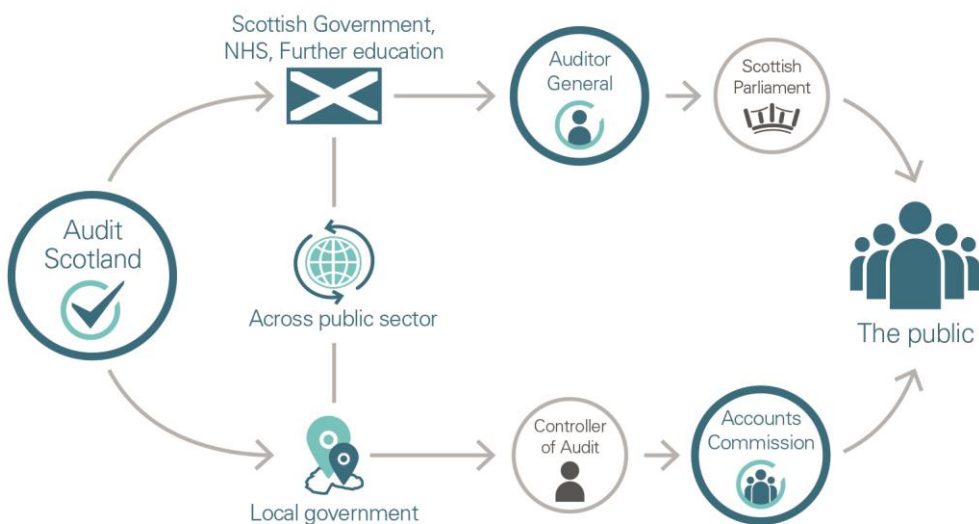 Scottish Government,
NHS, Further education
Auditor
General
Scottish
Parliament
Audit
Scotland
Across public sector
The public
Controller
of Audit
Accounts
Commission
Local government